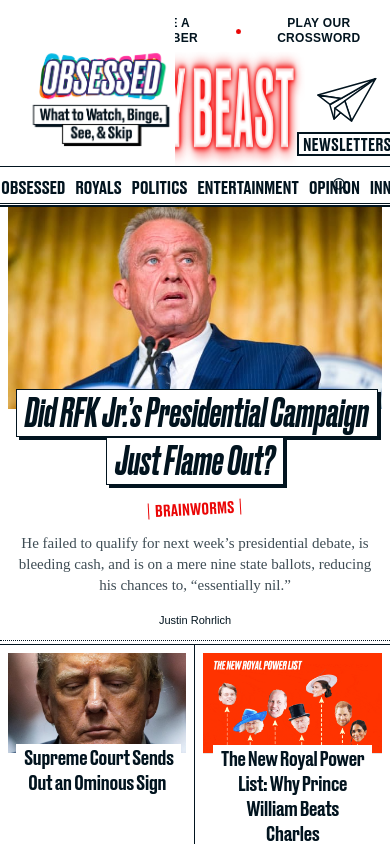 E A
PLAY OUR
BER
CROSSWORD
OBSESSED
What to Watch, Binge,
See, & Skip
Y BEAST
NEWSLETTERS
OBSESSED ROYALS POLITICS ENTERTAINMENT OPINION INN
Did RFK Jr.’s Presidential Campaign
Just Flame Out?
BRAINWORMS
He failed to qualify for next week’s presidential debate, is
bleeding cash, and is on a mere nine state ballots, reducing
his chances to, “essentially nil.”
Justin Rohrlich
THE NEW ROYAL POWER LIST
Supreme Court Sends
Out an Ominous Sign
The New Royal Power
List: Why Prince
William Beats
Charles